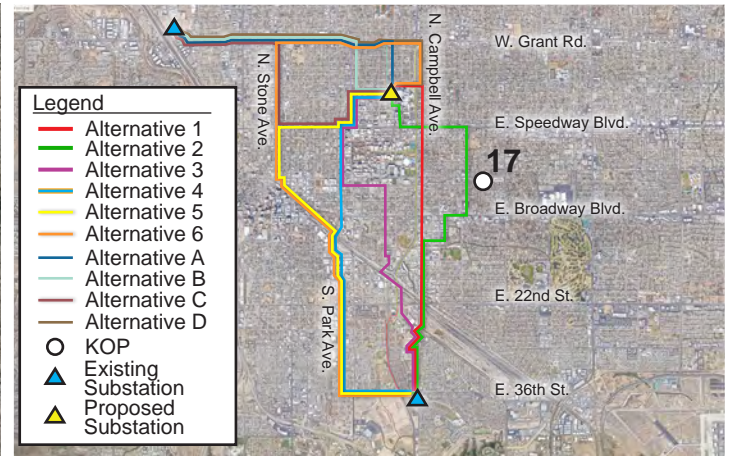 Legend
Alternative 1
Alternative 2
Alternative 3
Alternative 4
Alternative 5
Alternative 6
Alternative A
Alternative B
Alternative C
Alternative D
KOP
Existing
Substation
Proposed
Substation
N. Stone Ave.
S. Park Ave.
N. Campbell Ave.
W. Grant Rd.
E. Speedway Blvd.
17
E. Broadway Blvd.
E. 22nd St.
E. 36th St.